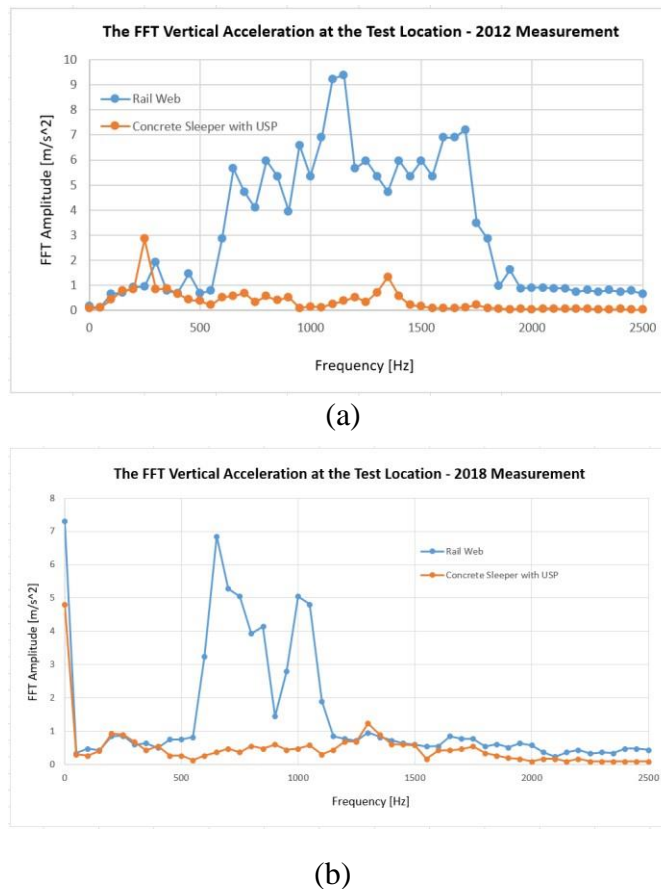 The FFT Vertical Acceleration at the Test Location - 2012 Measurement
10
9
8
7
6
5
4
3
2
1
0
FFT Amplitude [m/s^2]
Rail Web
Concrete Sleeper with USP
0 500 1000 1500 2000 2500
Frequency [Hz]
(a)
The FFT Vertical Acceleration at the Test Location - 2018 Measurement
8
7
6
5
4
3
2
1
0
FFT Amplitude [m/s^2]
Rail Web
Concrete Sleeper with USP
0 500 1000 1500 2000 2500
Frequency [Hz]
(b)